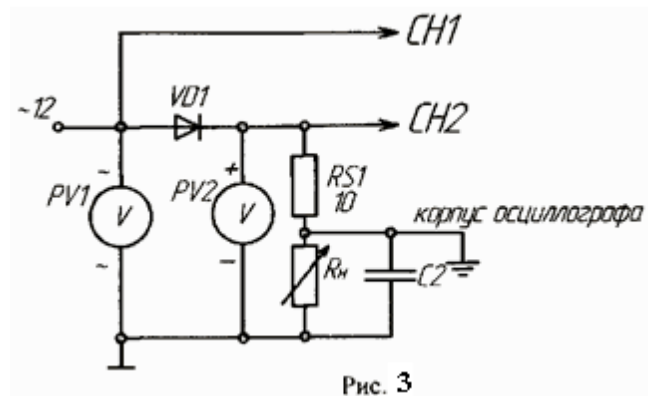 CH1
~12
VD1
CH2
~
+
PV1
V
PV2
V
RS1
10
корпус осциллографа
~
−
Rн
C2
Рис. 3